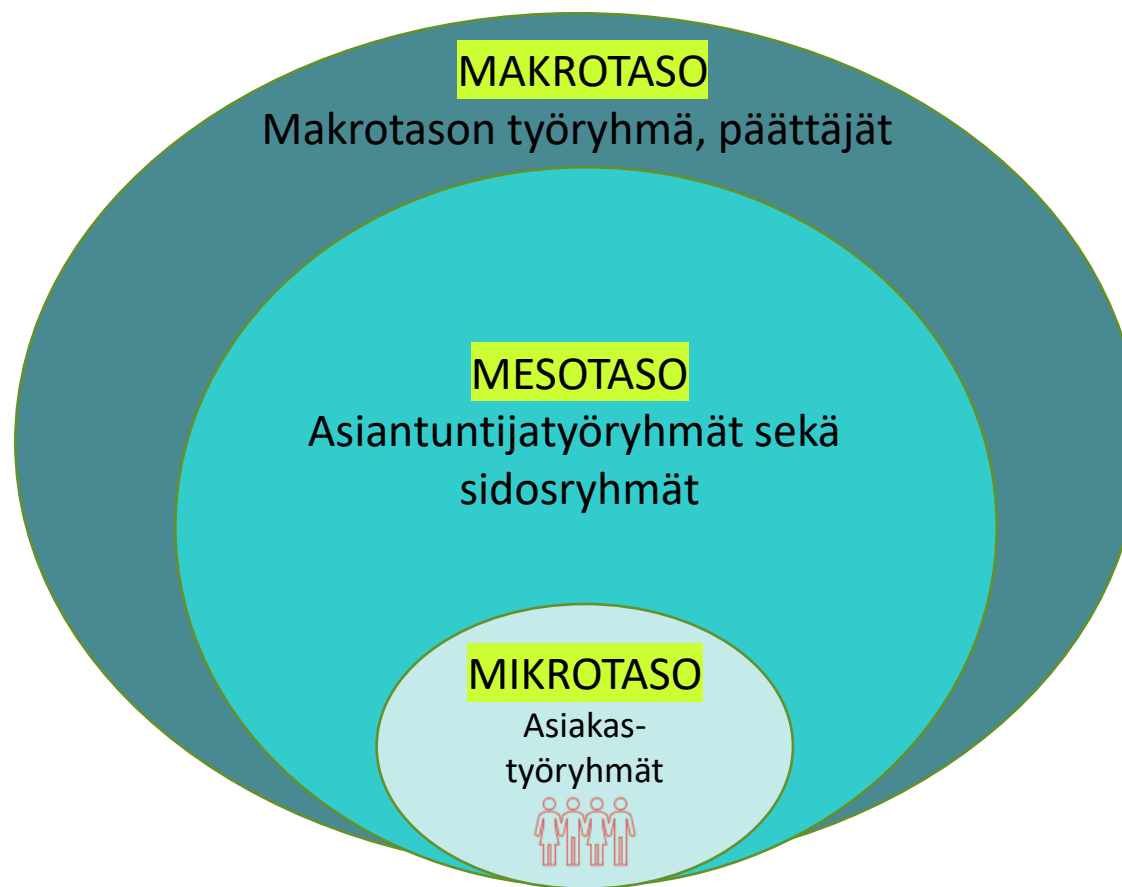 MAKROTASO
Makrotason työryhmä, päättäjät
MESOTASO
Asiantuntijatyöryhmät sekä
sidosryhmät
MIKROTASO
Asiakas-
työryhmät